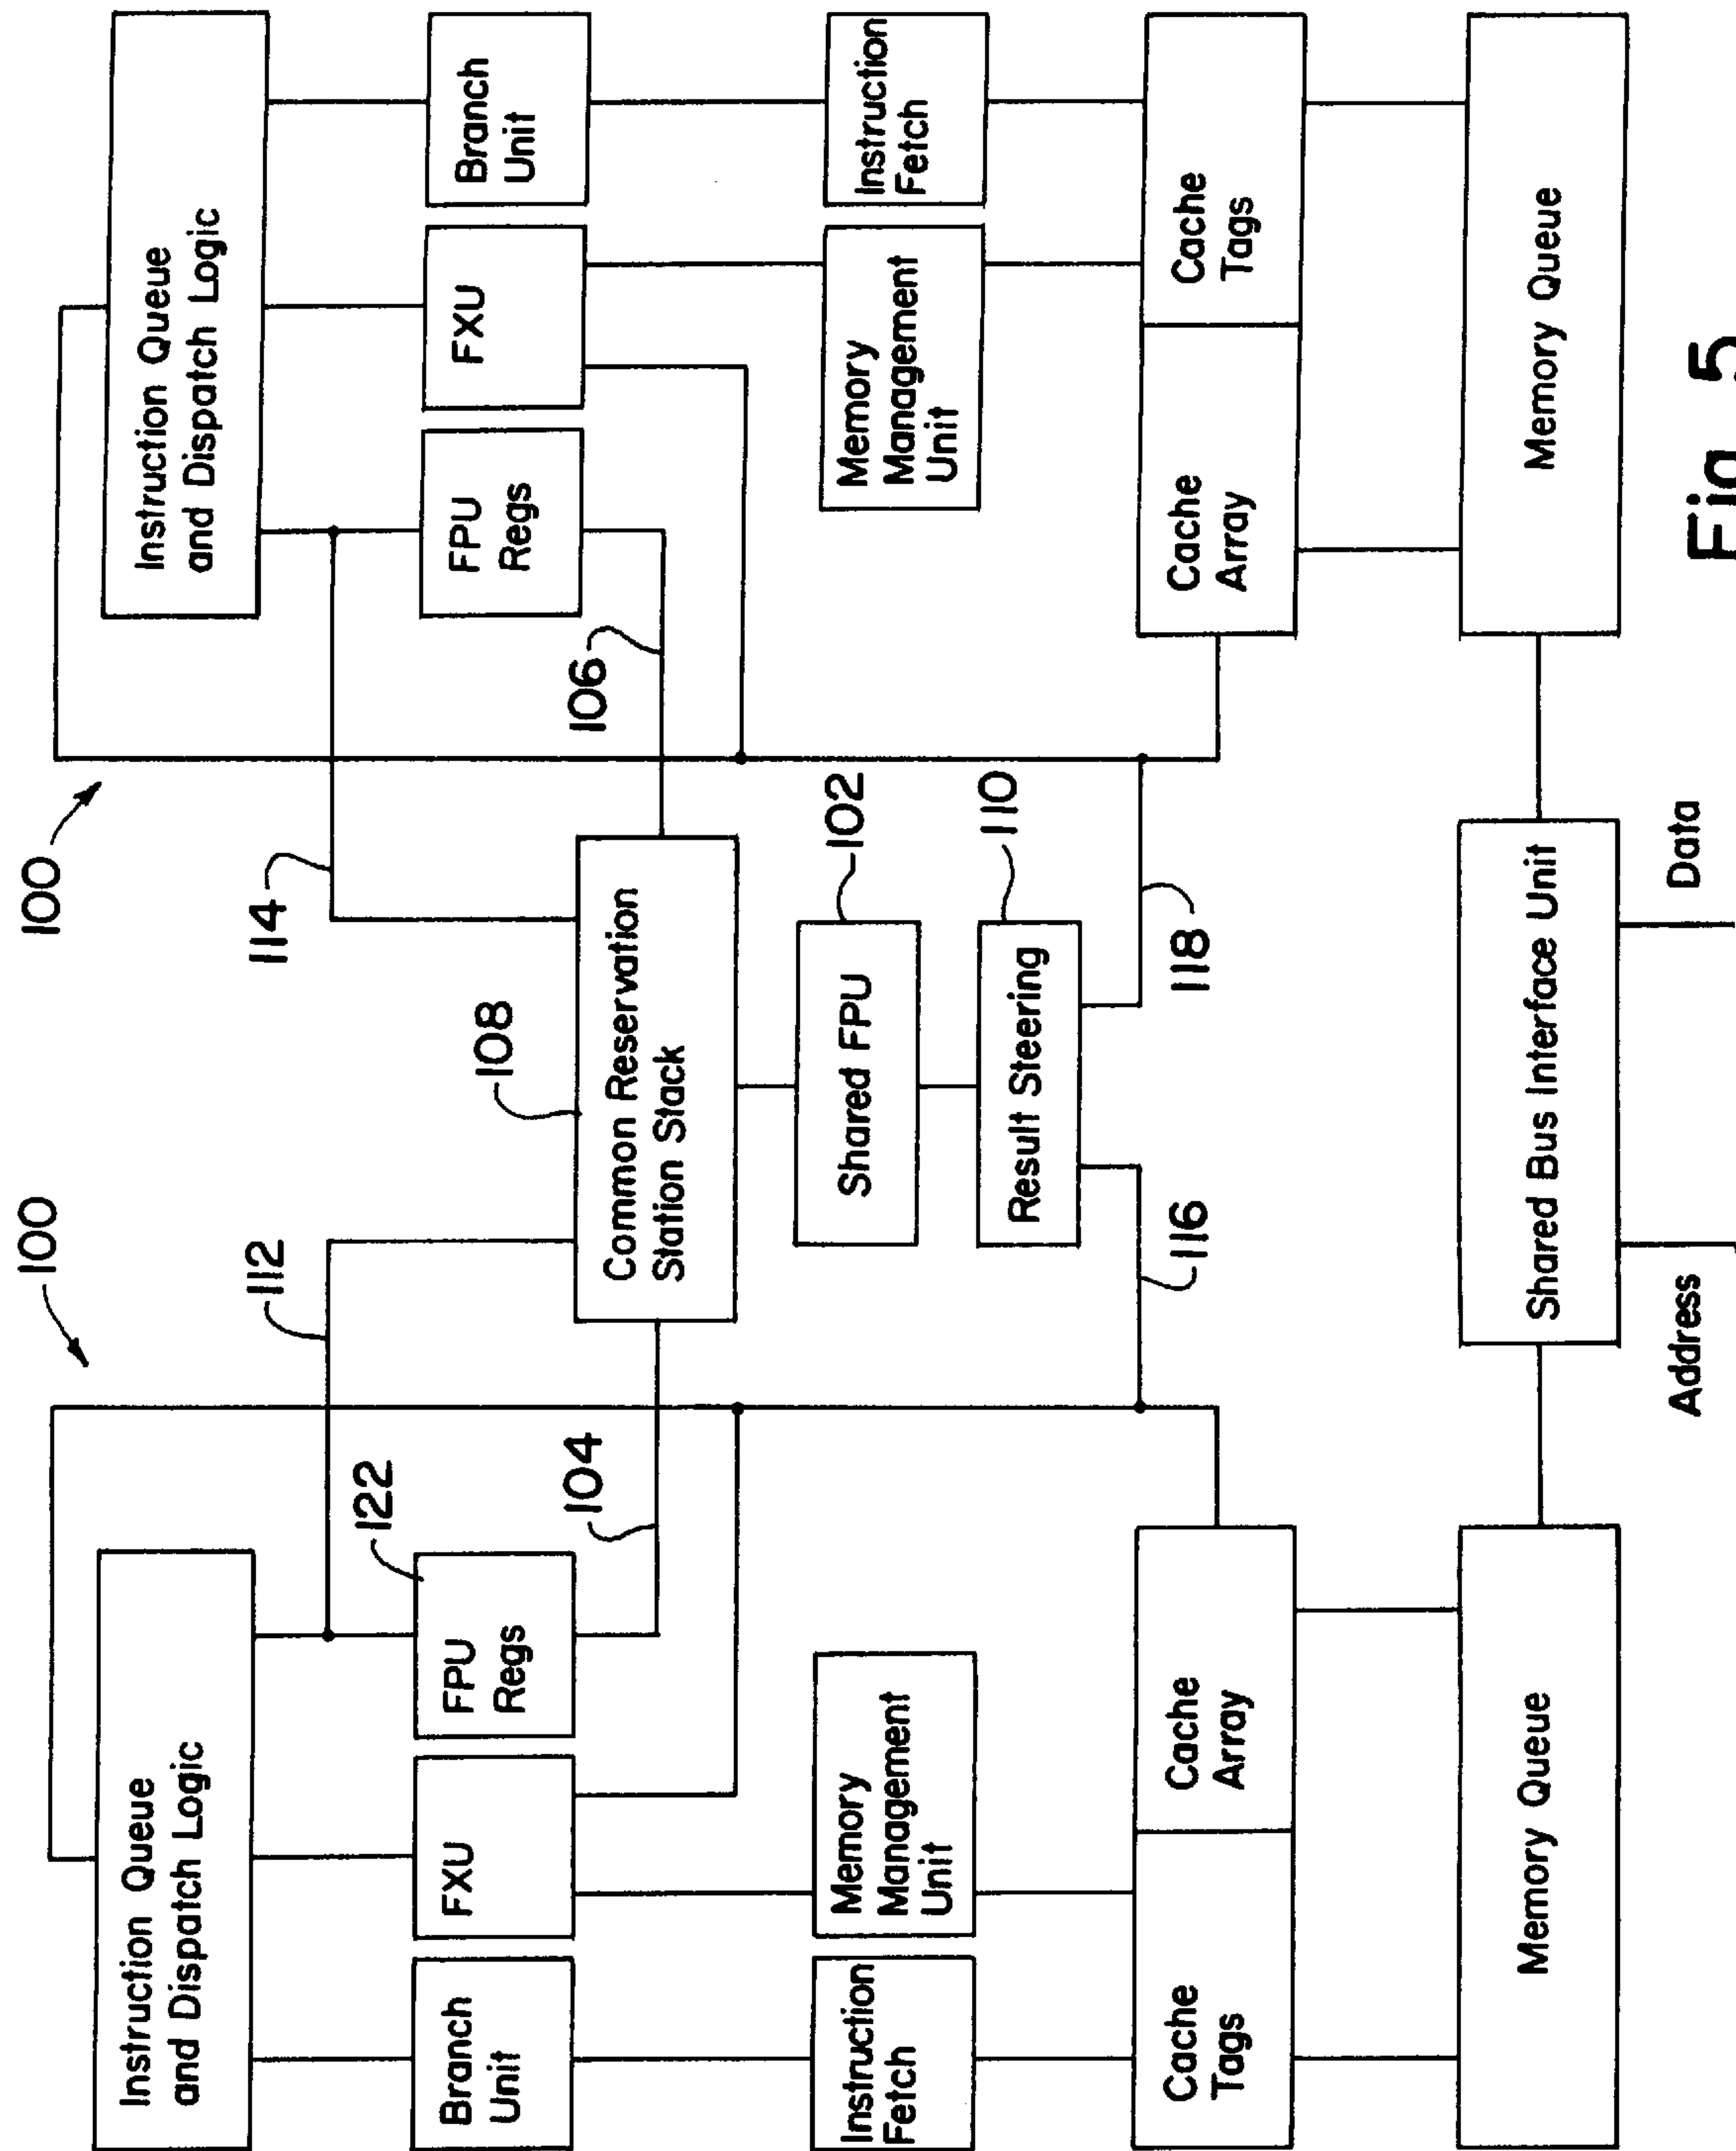 100
100
Instruction Queue
and Dispatch Logic
Instruction Queue
and Dispatch Logic
112
114
122
Branch
Unit
FXU
FPU
Regs
FPU
Regs
FXU
Branch
Unit
104
108
106
Common Reservation
Station Stack
Instruction
Fetch
Memory
Management
Unit
Shared FPU
102
Memory
Management
Unit
Instruction
Fetch
Result Steering
110
116
118
Cache
Tags
Cache
Array
Cache
Array
Cache
Tags
Memory Queue
Shared Bus Interface Unit
Memory Queue
Address
Data
Fig. 5